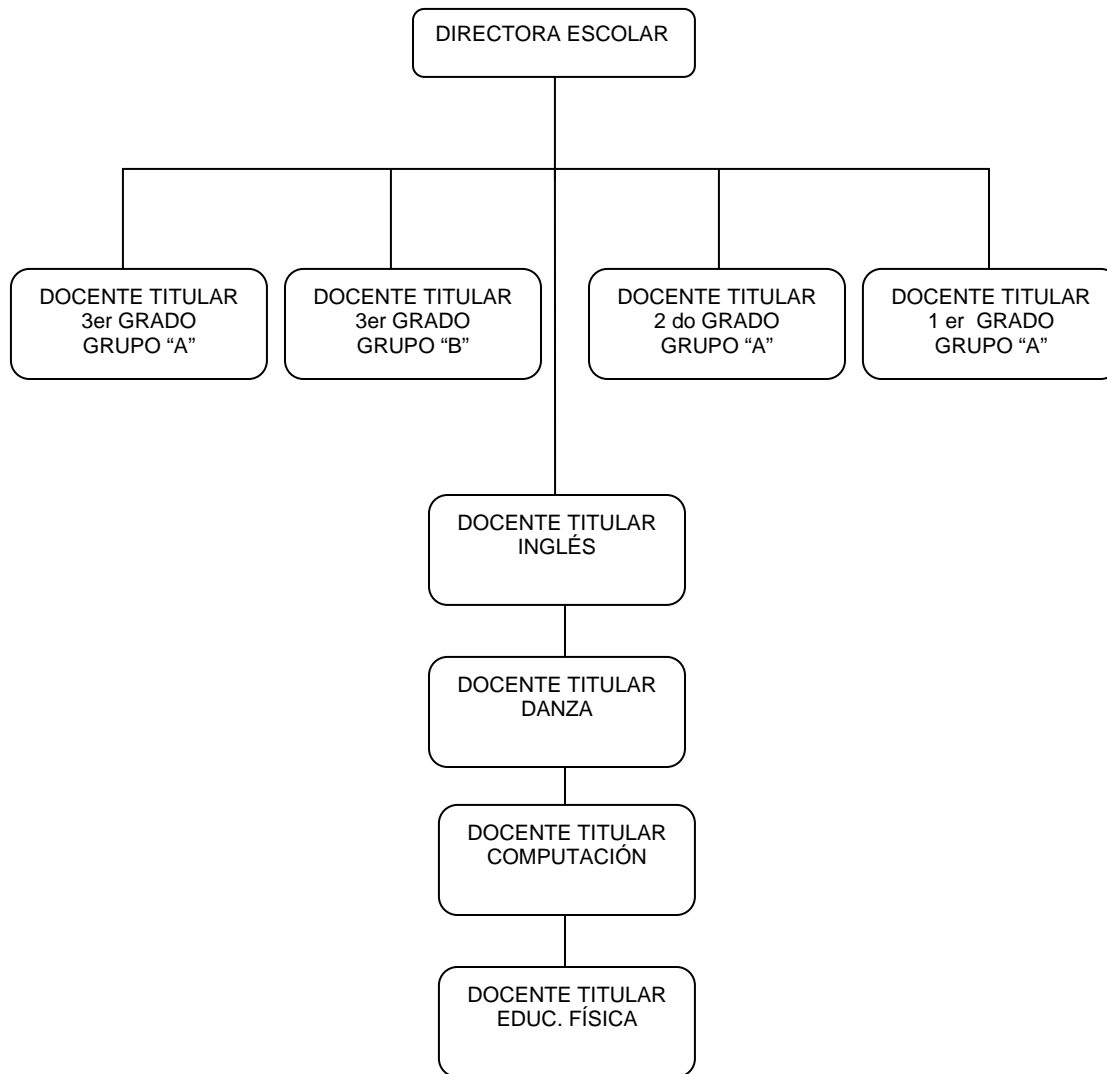 DIRECTORA ESCOLAR
DOCENTE TITULAR
3er GRADO
GRUPO “A”
DOCENTE TITULAR
3er GRADO
GRUPO “B”
DOCENTE TITULAR
2 do GRADO
GRUPO “A”
DOCENTE TITULAR
1 er  GRADO
GRUPO “A”
DOCENTE TITULAR
INGLÉS
DOCENTE TITULAR
DANZA
DOCENTE TITULAR
COMPUTACIÓN
DOCENTE TITULAR
EDUC. FÍSICA